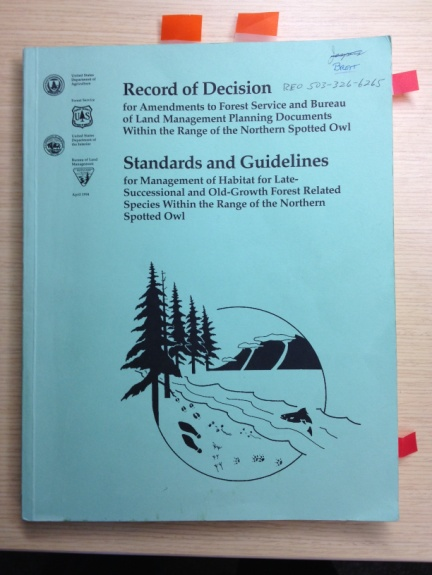 Jayne
Brett
REO 503-326-6265
United States
Department of
Agriculture
Forest Service
United States
Department of
the Interior
Bureau of Land
Management
April 1994
Record of Decision
for Amendments to Forest Service and Bureau
of Land Management Planning Documents
Within the Range of the Northern Spotted Owl
Standards and Guidelines
for Management of Habitat for Late-
Successional and Old-Growth Forest Related
Species Within the Range of the Northern
Spotted Owl